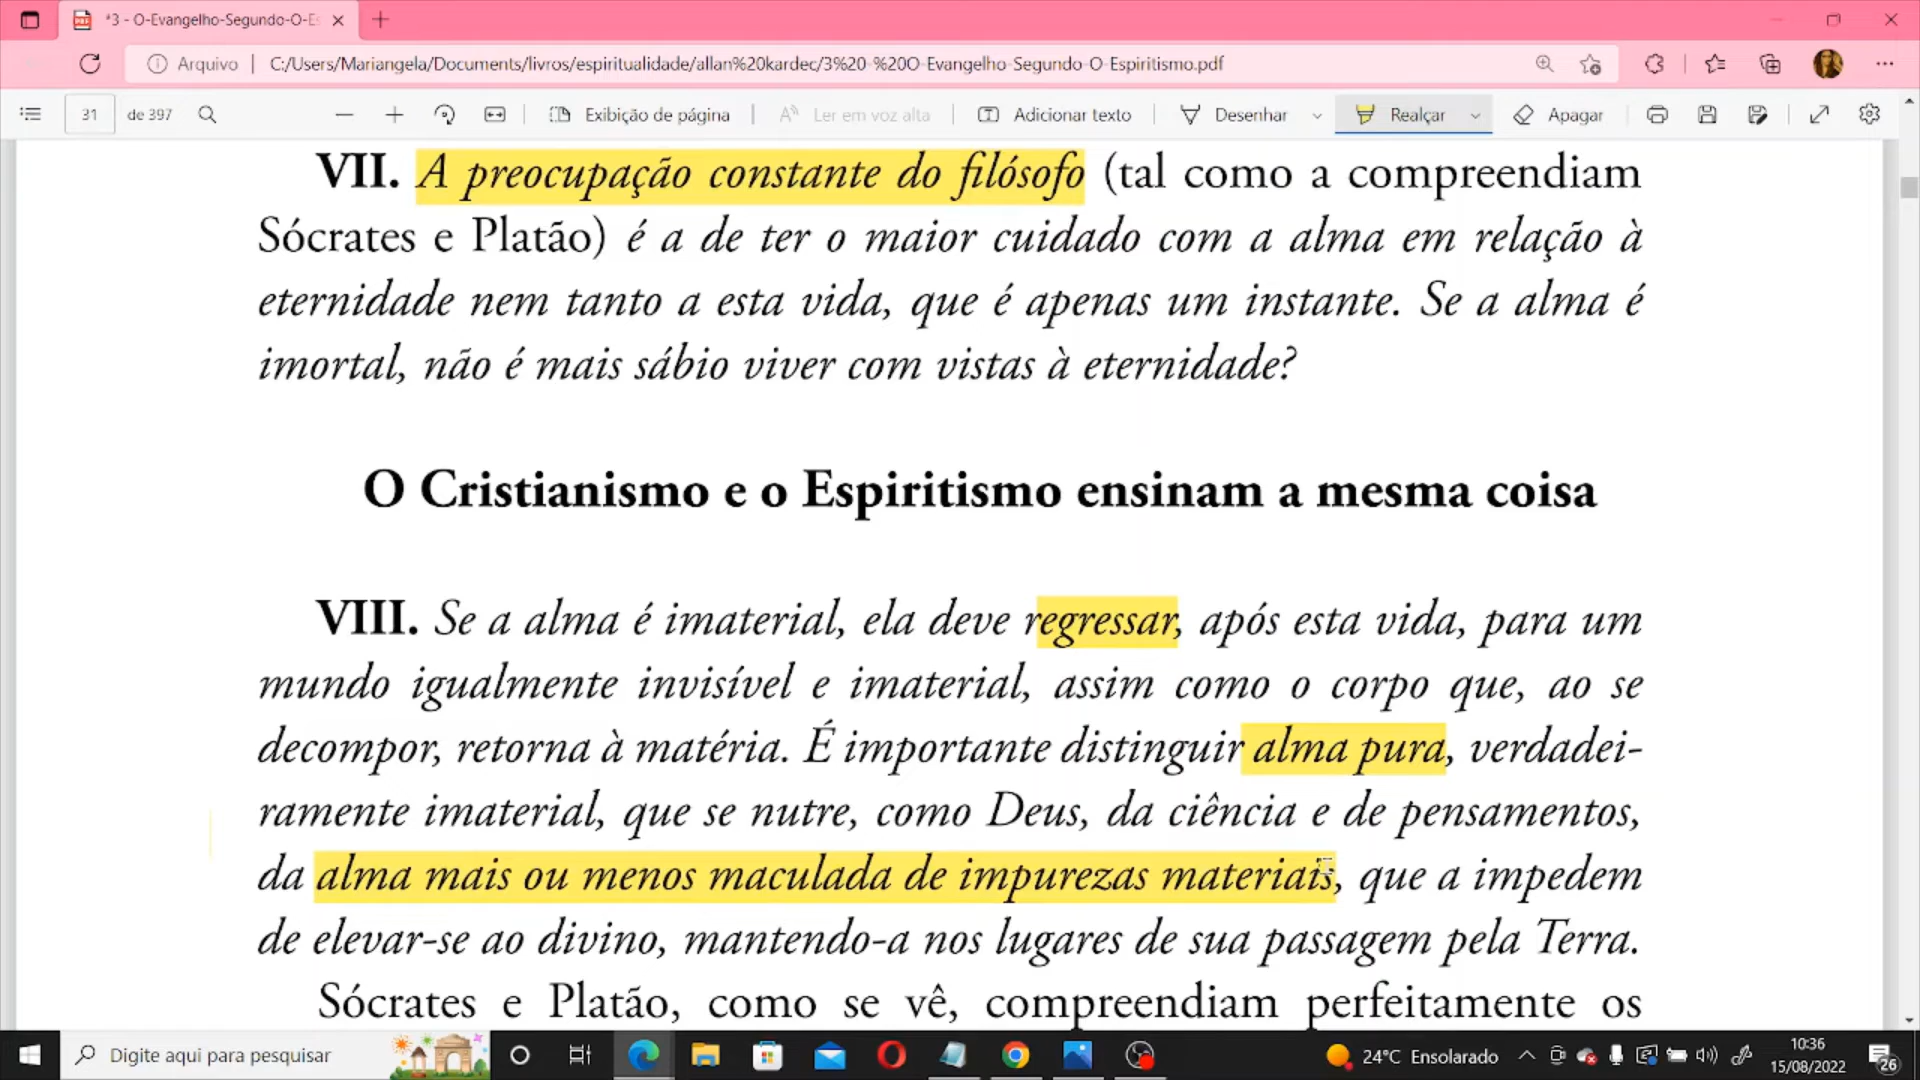 *3 - O-Evangelho-Segundo-O-Es
Arquivo | C:/Users/Mariangela/Documents/livros/espiritualidade/allan%20kardec/3%20-%20O-Evangelho-Segundo-O-Espiritismo.pdf
31 de 397 Exibição de página Ler em voz alta Adicionar texto Desenhar Realçar Apagar
VII. A preocupação constante do filósofo (tal como a compreendiam
Sócrates e Platão) é a de ter o maior cuidado com a alma em relação à
eternidade nem tanto a esta vida, que é apenas um instante. Se a alma é
imortal, não é mais sábio viver com vistas à eternidade?
O Cristianismo e o Espiritismo ensinam a mesma coisa
VIII. Se a alma é imaterial, ela deve regressar, após esta vida, para um
mundo igualmente invisível e imaterial, assim como o corpo que, ao se
decompor, retorna à matéria. É importante distinguir alma pura, verdadei-
ramente imaterial, que se nutre, como Deus, da ciência e de pensamentos,
da alma mais ou menos maculada de impurezas materiais, que a impedem
de elevar-se ao divino, mantendo-a nos lugares de sua passagem pela Terra.
Sócrates e Platão, como se vê, compreendiam perfeitamente os
Digite aqui para pesquisar
24°C Ensolarado
10:36
15/08/2022
26